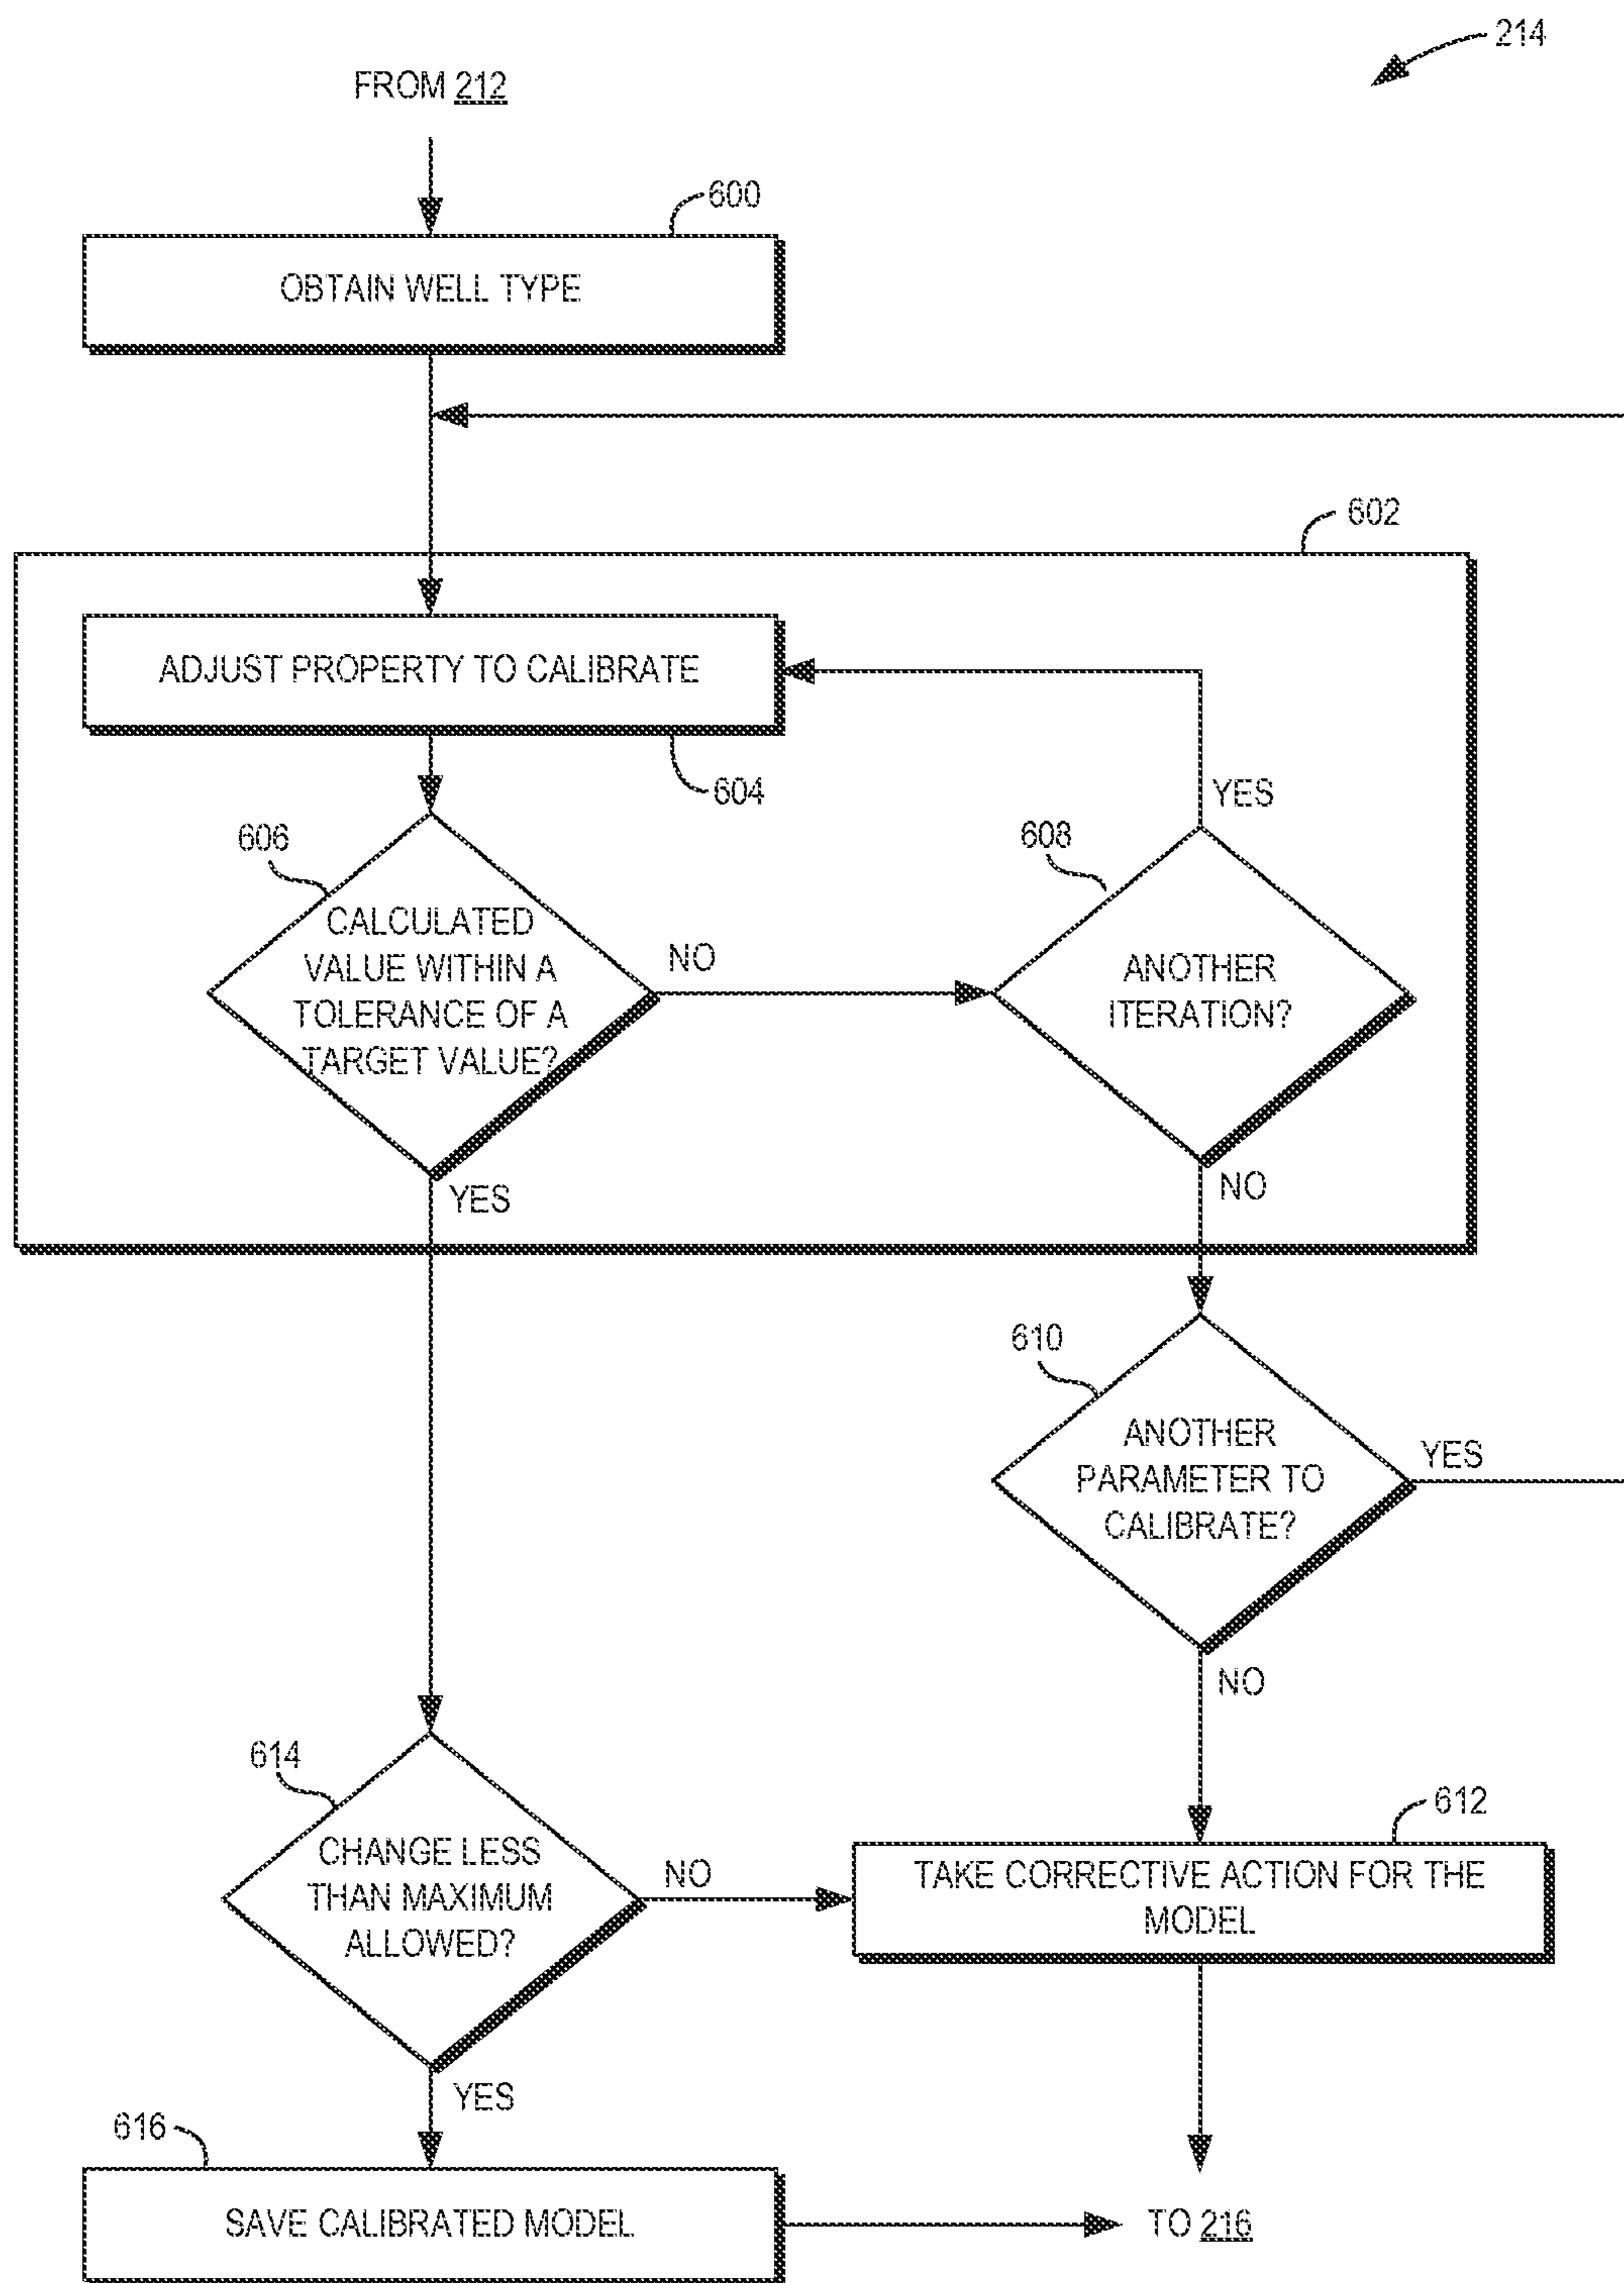 214
FROM 212
600
OBTAIN WELL TYPE
602
ADJUST PROPERTY TO CALIBRATE
604
YES
606
608
CALCULATED
VALUE WITHIN A
TOLERANCE OF A
TARGET VALUE?
NO
ANOTHER
ITERATION?
YES
NO
610
ANOTHER
PARAMETER TO
CALIBRATE?
YES
NO
614
CHANGE LESS
THAN MAXIMUM
ALLOWED?
NO
612
TAKE CORRECTIVE ACTION FOR THE
MODEL
YES
616
SAVE CALIBRATED MODEL
TO 216